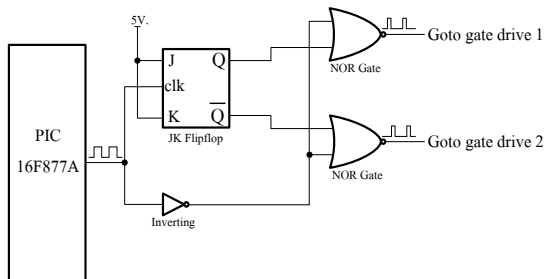 5V.
J
Q
clk
K
Q
JK Flipflop
PIC
16F877A
Inverting
NOR Gate
Goto gate drive 1
NOR Gate
Goto gate drive 2